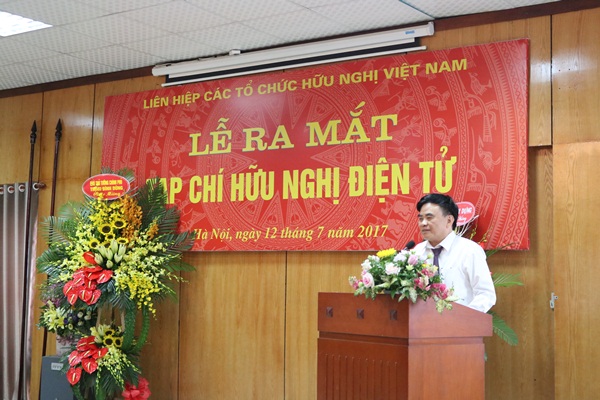 LIÊN HIỆP CÁC TỔ CHỨC HỮU NGHỊ VIỆT NAM
LỄ RA MẮT
ẠP CHÍ HỮU NGHỊ ĐIỆN TỬ
Hà Nội, ngày 12 tháng 7 năm 2017